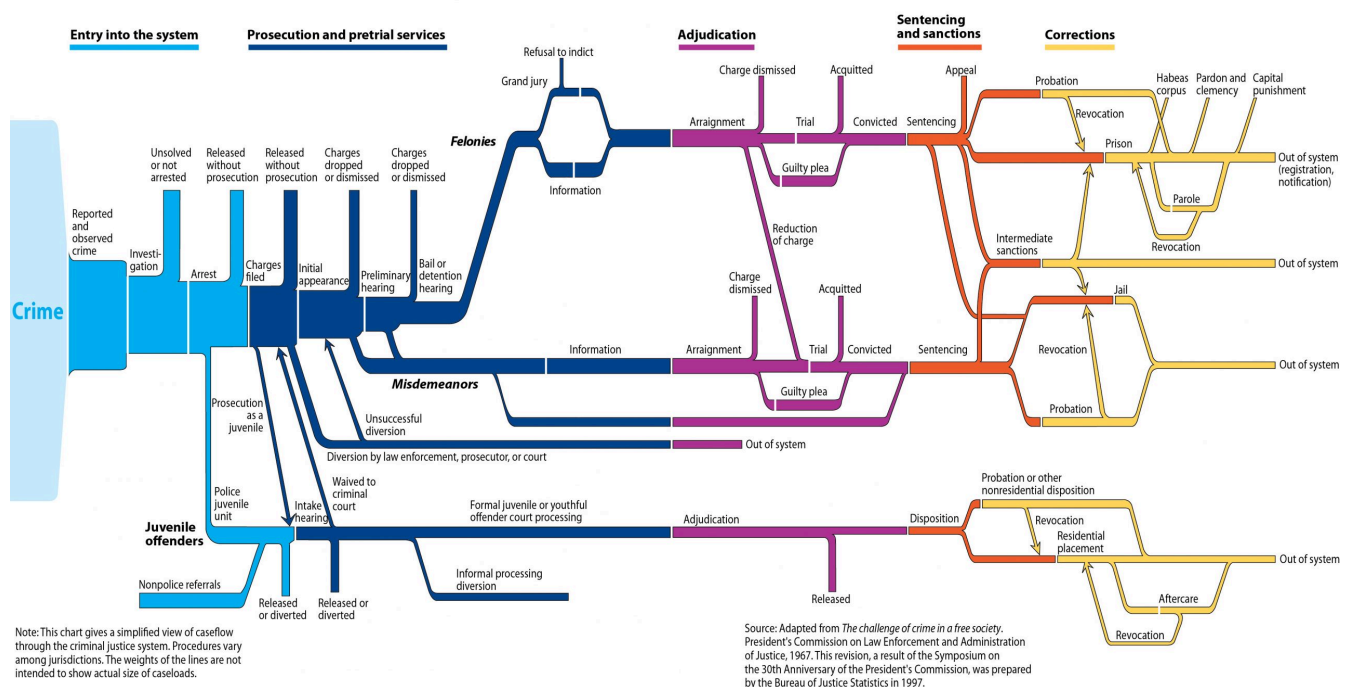 Entry into the system
Prosecution and pretrial services
Adjudication
Sentencing
and sanctions
Corrections
Crime
Reported
and
observed
crime
Investi-
gation
Unsolved
or not
arrested
Arrest
Released
without
prosecution
Charges
filed
Released
without
prosecution
Initial
appearance
Charges
dropped
or dismissed
Preliminary
hearing
Charges
dropped
or dismissed
Bail or
detention
hearing
Felonies
Grand jury
Refusal to indict
Information
Arraignment
Charge dismissed
Trial
Acquitted
Convicted
Guilty plea
Reduction
of charge
Sentencing
Appeal
Probation
Revocation
Prison
Habeas
corpus
Pardon and
clemency
Capital
punishment
Out of system
(registration,
notification)
Parole
Revocation
Intermediate
sanctions
Out of system
Misdemeanors
Information
Arraignment
Charge
dismissed
Trial
Acquitted
Convicted
Guilty plea
Sentencing
Jail
Revocation
Probation
Out of system
Unsuccessful
diversion
Diversion by law enforcement, prosecutor, or court
Out of system
Prosecution
as a
juvenile
Waived to
criminal
court
Police
juvenile
unit
Juvenile
offenders
Nonpolice referrals
Released
or diverted
Intake
hearing
Released or
diverted
Formal juvenile or youthful
offender court processing
Informal processing
diversion
Adjudication
Released
Disposition
Probation or other
nonresidential disposition
Revocation
Residential
placement
Out of system
Aftercare
Revocation
Note: This chart gives a simplified view of caseflow
through the criminal justice system. Procedures vary
among jurisdictions. The weights of the lines are not
intended to show actual size of caseloads.
Source: Adapted from The challenge of crime in a free society.
President's Commission on Law Enforcement and Administration
of Justice, 1967. This revision, a result of the Symposium on
the 30th Anniversary of the President's Commission, was prepared
by the Bureau of Justice Statistics in 1997.